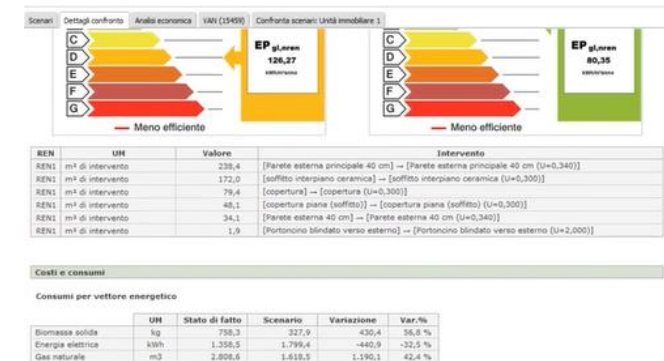 Scenari Dettagli confronto Analisi economica VAN (15459) Confronta scenari: Unità immobiliare 1
C
D
E
F
G
EP gl,nren
126,27
kWh/m²anno
Meno efficiente
C
D
E
F
G
EP gl,nren
80,35
kWh/m²anno
Meno efficiente
REN UM Valore Intervento
REN1 m² di intervento 238,4 [Parete esterna principale 40 cm] → [Parete esterna principale 40 cm (U=0,340)]
REN1 m² di intervento 172,0 [soffitto interpiano ceramica] → [soffitto interpiano ceramica (U=0,300)]
REN1 m² di intervento 79,4 [copertura] → [copertura (U=0,300)]
REN1 m² di intervento 48,1 [copertura piana (soffitto)] → [copertura piana (soffitto) (U=0,300)]
REN1 m² di intervento 34,1 [Parete esterna 40 cm] → [Parete esterna 40 cm (U=0,340)]
REN1 m² di intervento 1,9 [Portoncino blindato verso esterno] → [Portoncino blindato verso esterno (U=2,000)]
Costi e consumi
Consumi per vettore energetico
UM Stato di fatto Scenario Variazione Var.%
Biomassa solida kg 758,3 327,9 430,4 56,8 %
Energia elettrica kWh 1.358,5 1.799,4 -440,9 -32,5 %
Gas naturale m3 2.808,6 1.618,5 1.190,1 42,4 %